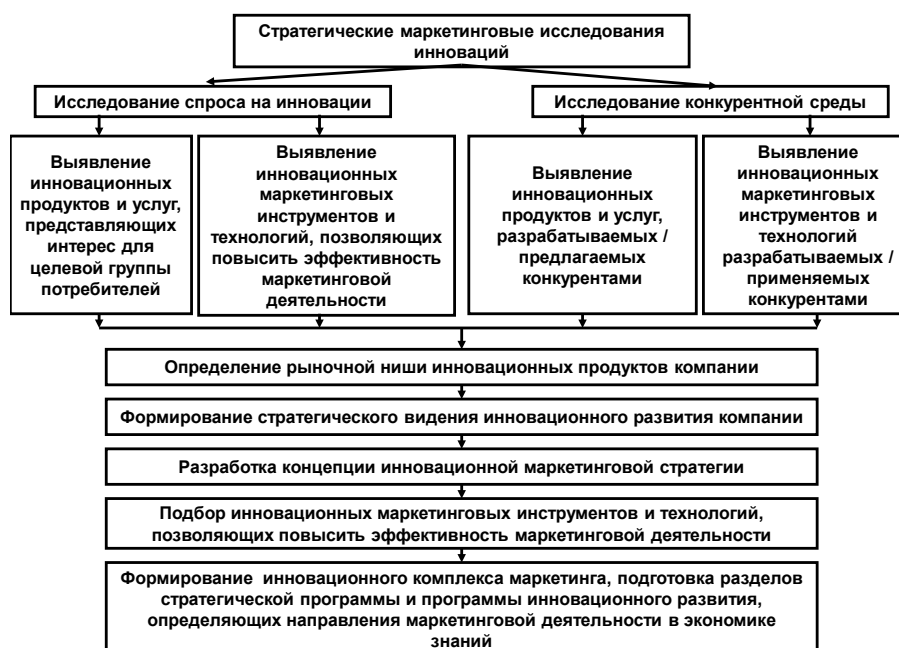 Стратегические маркетинговые исследования
инноваций
Исследование спроса на инновации
Исследование конкурентной среды
Выявление
инновационных
продуктов и услуг,
представляющих
интерес для
целевой группы
потребителей
Выявление
инновационных
маркетинговых
инструментов и
технологий, позволяющих
повысить эффективность
маркетинговой
деятельности
Выявление
инновационных
продуктов и услуг,
разрабатываемых /
предлагаемых
конкурентами
Выявление
инновационных
маркетинговых
инструментов и
технологий
разрабатываемых /
применяемых
конкурентами
Определение рыночной ниши инновационных продуктов компании
Формирование стратегического видения инновационного развития компании
Разработка концепции инновационной маркетинговой стратегии
Подбор инновационных маркетинговых инструментов и технологий,
позволяющих повысить эффективность маркетинговой деятельности
Формирование инновационного комплекса маркетинга, подготовка разделов
стратегической программы и программы инновационного развития,
определяющих направления маркетинговой деятельности в экономике
знаний